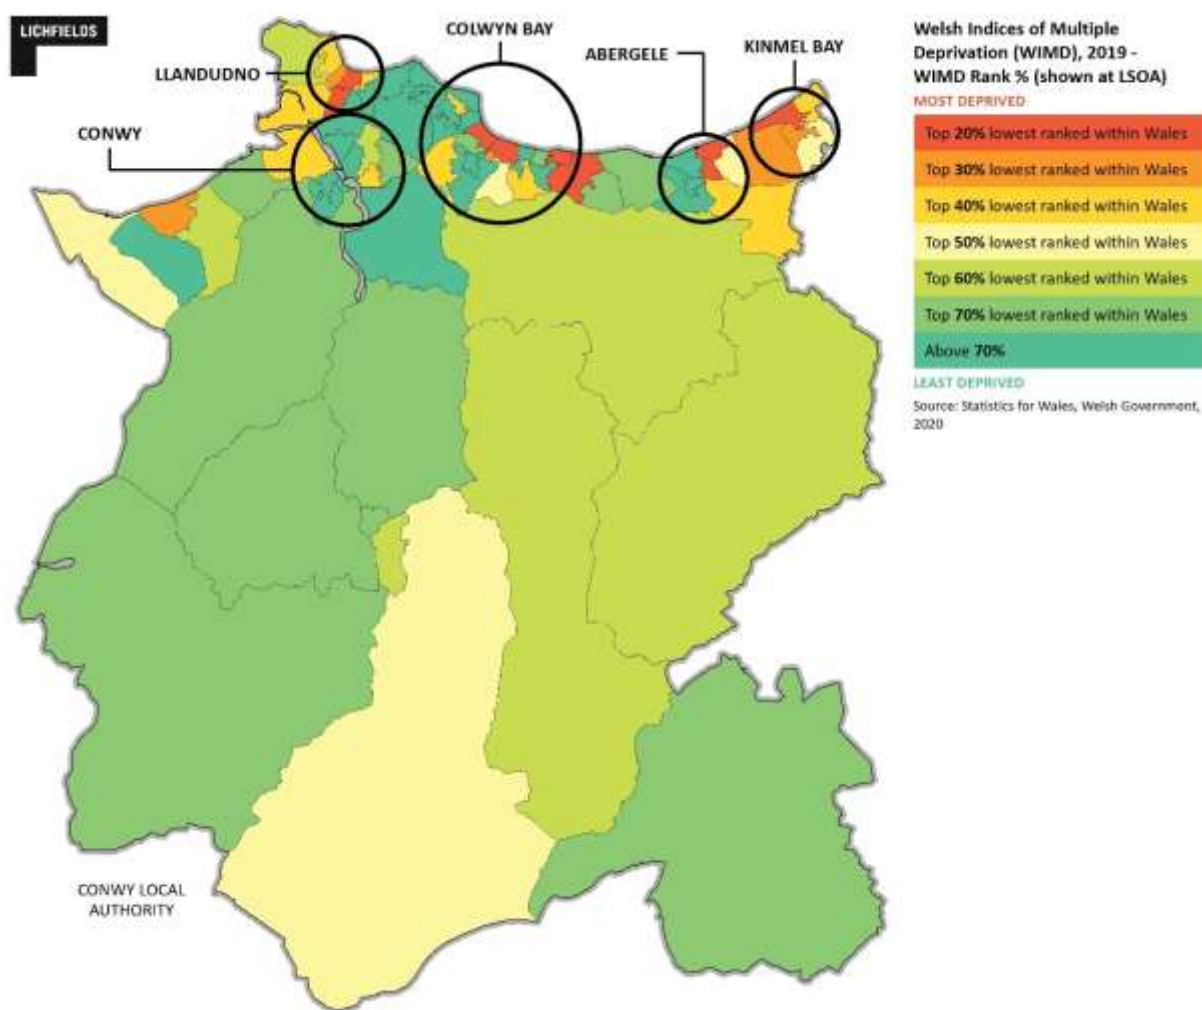 LICHFIELDS
COLWYN BAY
ABERGELE
KINMEL BAY
LLANDUDNO
CONWY
CONWY LOCAL
AUTHORITY
Welsh Indices of Multiple
Deprivation (WIMD), 2019 -
WIMD Rank % (shown at LSOA)
MOST DEPRIVED
Top 20% lowest ranked within Wales
Top 30% lowest ranked within Wales
Top 40% lowest ranked within Wales
Top 50% lowest ranked within Wales
Top 60% lowest ranked within Wales
Top 70% lowest ranked within Wales
Above 70%
LEAST DEPRIVED
Source: Statistics for Wales, Welsh Government,
2020